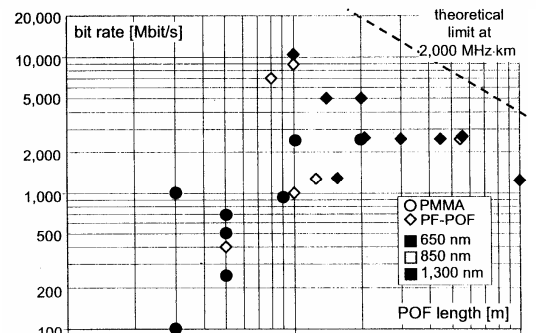 20,000
bit rate [Mbit/s]
theoretical
limit at
2,000 MHz·km
10,000
5,000
2,000
1,000
500
200
100
PMMA
PF-POF
650 nm
850 nm
1,300 nm
POF length [m]